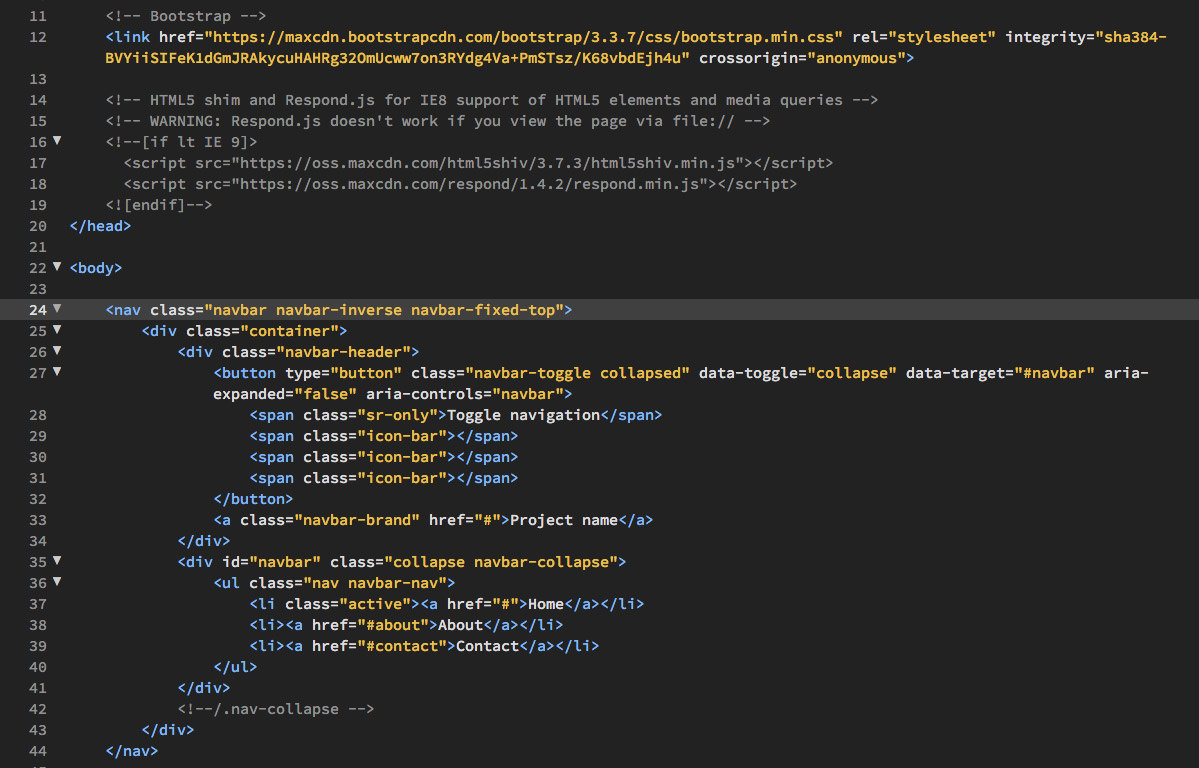 11 <!-- Bootstrap -->
12 <link href="https://maxcdn.bootstrapcdn.com/bootstrap/3.3.7/css/bootstrap.min.css" rel="stylesheet" integrity="sha384-
BVYiiSIFeK1dGmJRAkycuHAHRg32OmUcww7on3RYdg4Va+PmSTsz/K68vbdEjh4u" crossorigin="anonymous">
13
14 <!-- HTML5 shim and Respond.js for IE8 support of HTML5 elements and media queries -->
15 <!-- WARNING: Respond.js doesn't work if you view the page via file:// -->
16 <!--[if lt IE 9]>
17 <script src="https://oss.maxcdn.com/html5shiv/3.7.3/html5shiv.min.js"></script>
18 <script src="https://oss.maxcdn.com/respond/1.4.2/respond.min.js"></script>
19 <![endif]-->
20 </head>
21
22 <body>
23
24 <nav class="navbar navbar-inverse navbar-fixed-top">
25 <div class="container">
26 <div class="navbar-header">
27 <button type="button" class="navbar-toggle collapsed" data-toggle="collapse" data-target="#navbar" aria-
expanded="false" aria-controls="navbar">
28 <span class="sr-only">Toggle navigation</span>
29 <span class="icon-bar"></span>
30 <span class="icon-bar"></span>
31 <span class="icon-bar"></span>
32 </button>
33 <a class="navbar-brand" href="#">Project name</a>
34 </div>
35 <div id="navbar" class="collapse navbar-collapse">
36 <ul class="nav navbar-nav">
37 <li class="active"><a href="#">Home</a></li>
38 <li><a href="#about">About</a></li>
39 <li><a href="#contact">Contact</a></li>
40 </ul>
41 </div>
42 <!--/.nav-collapse -->
43 </div>
44 </nav>